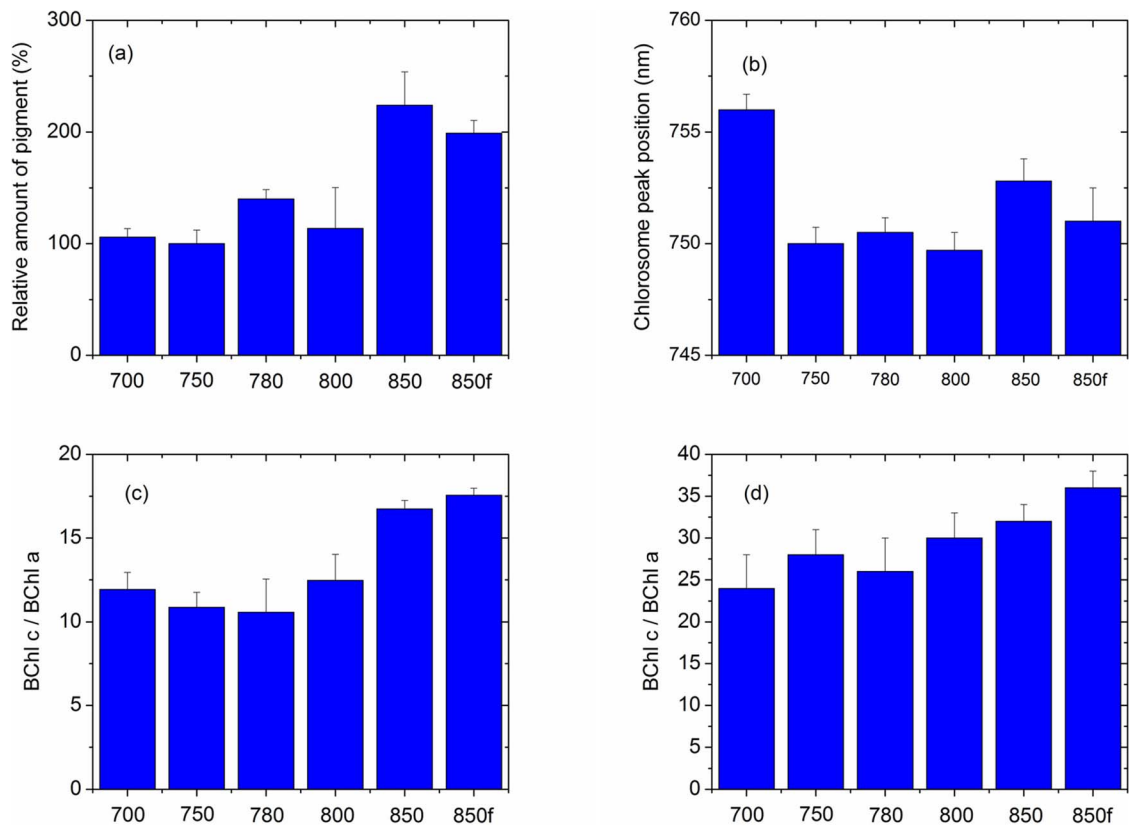 (a)
Relative amount of pigment (%)
300
200
100
0
700 750 780 800 850 850f
(b)
Chlorosome peak position (nm)
760
755
750
745
700 750 780 800 850 850f
(c)
BChl c / BChl a
20
15
10
5
0
700 750 780 800 850 850f
(d)
BChl c / BChl a
40
35
30
25
20
15
10
5
0
700 750 780 800 850 850f